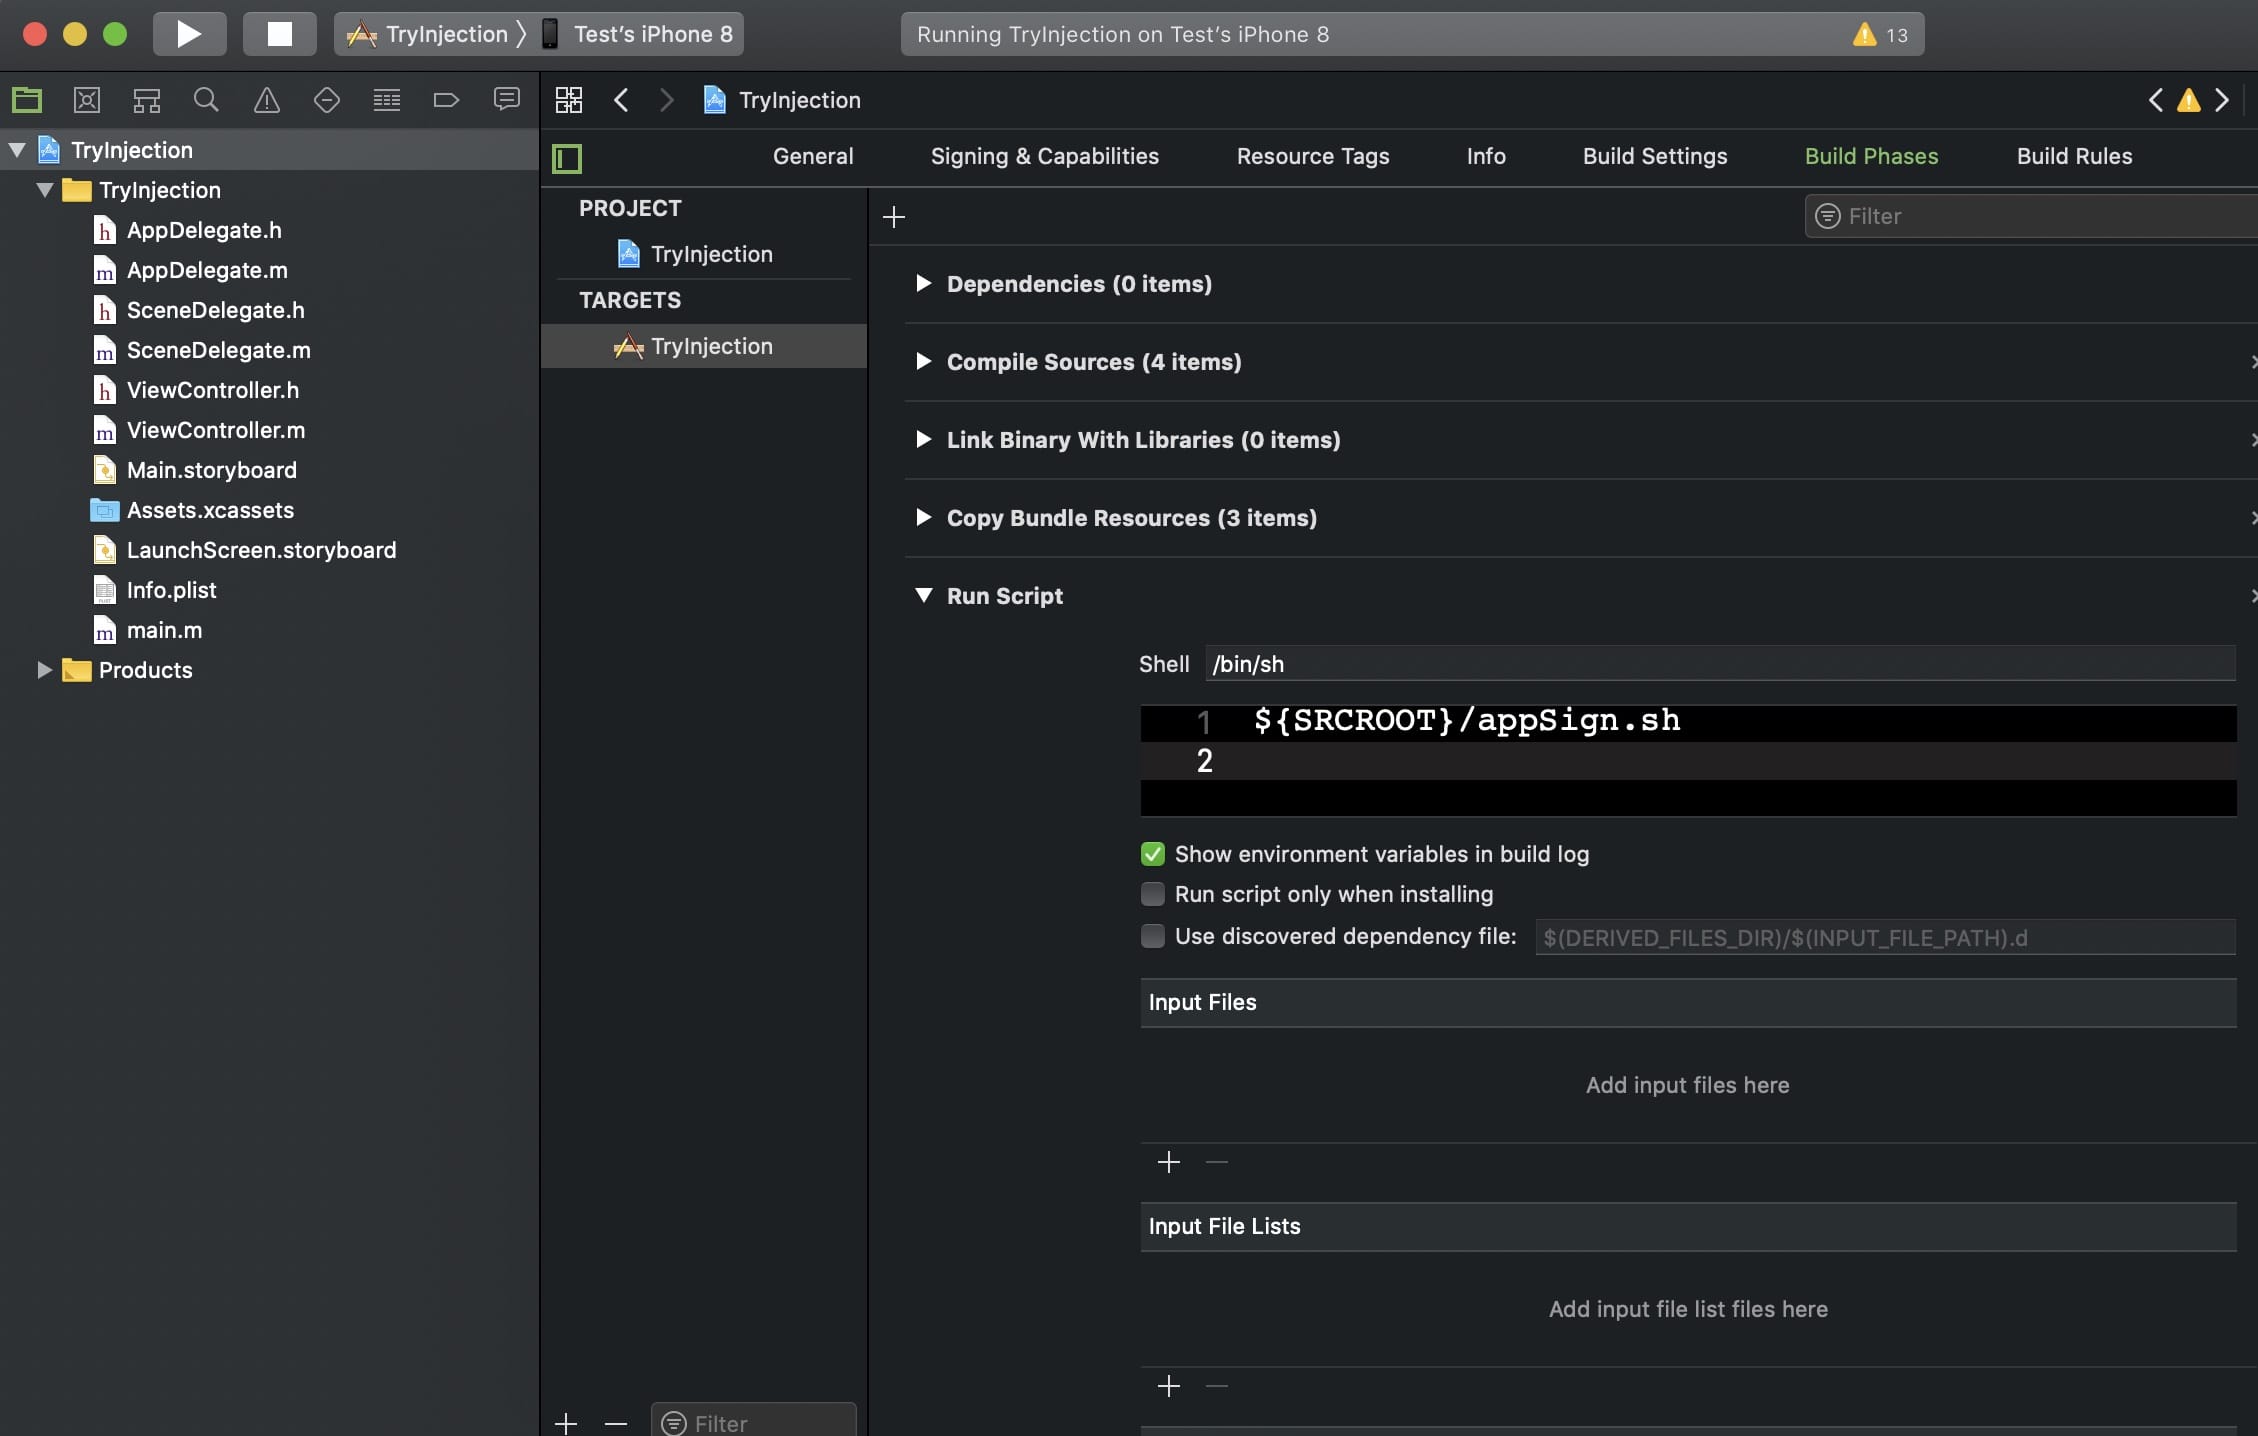 TryInjection 〉 Test’s iPhone 8
Running TryInjection on Test’s iPhone 8
13
TryInjection
TryInjection
AppDelegate.h
AppDelegate.m
SceneDelegate.h
SceneDelegate.m
ViewController.h
ViewController.m
Main.storyboard
Assets.xcassets
LaunchScreen.storyboard
Info.plist
main.m
Products
TryInjection
General Signing & Capabilities Resource Tags Info Build Settings Build Phases Build Rules
PROJECT
TryInjection
TARGETS
TryInjection
Filter
Filter
Dependencies (0 items)
Compile Sources (4 items)
Link Binary With Libraries (0 items)
Copy Bundle Resources (3 items)
Run Script
Shell /bin/sh
1 ${SRCROOT}/appSign.sh
2
Show environment variables in build log
Run script only when installing
Use discovered dependency file: $(DERIVED_FILES_DIR)/$(INPUT_FILE_PATH).d
Input Files
Add input files here
Input File Lists
Add input file list files here